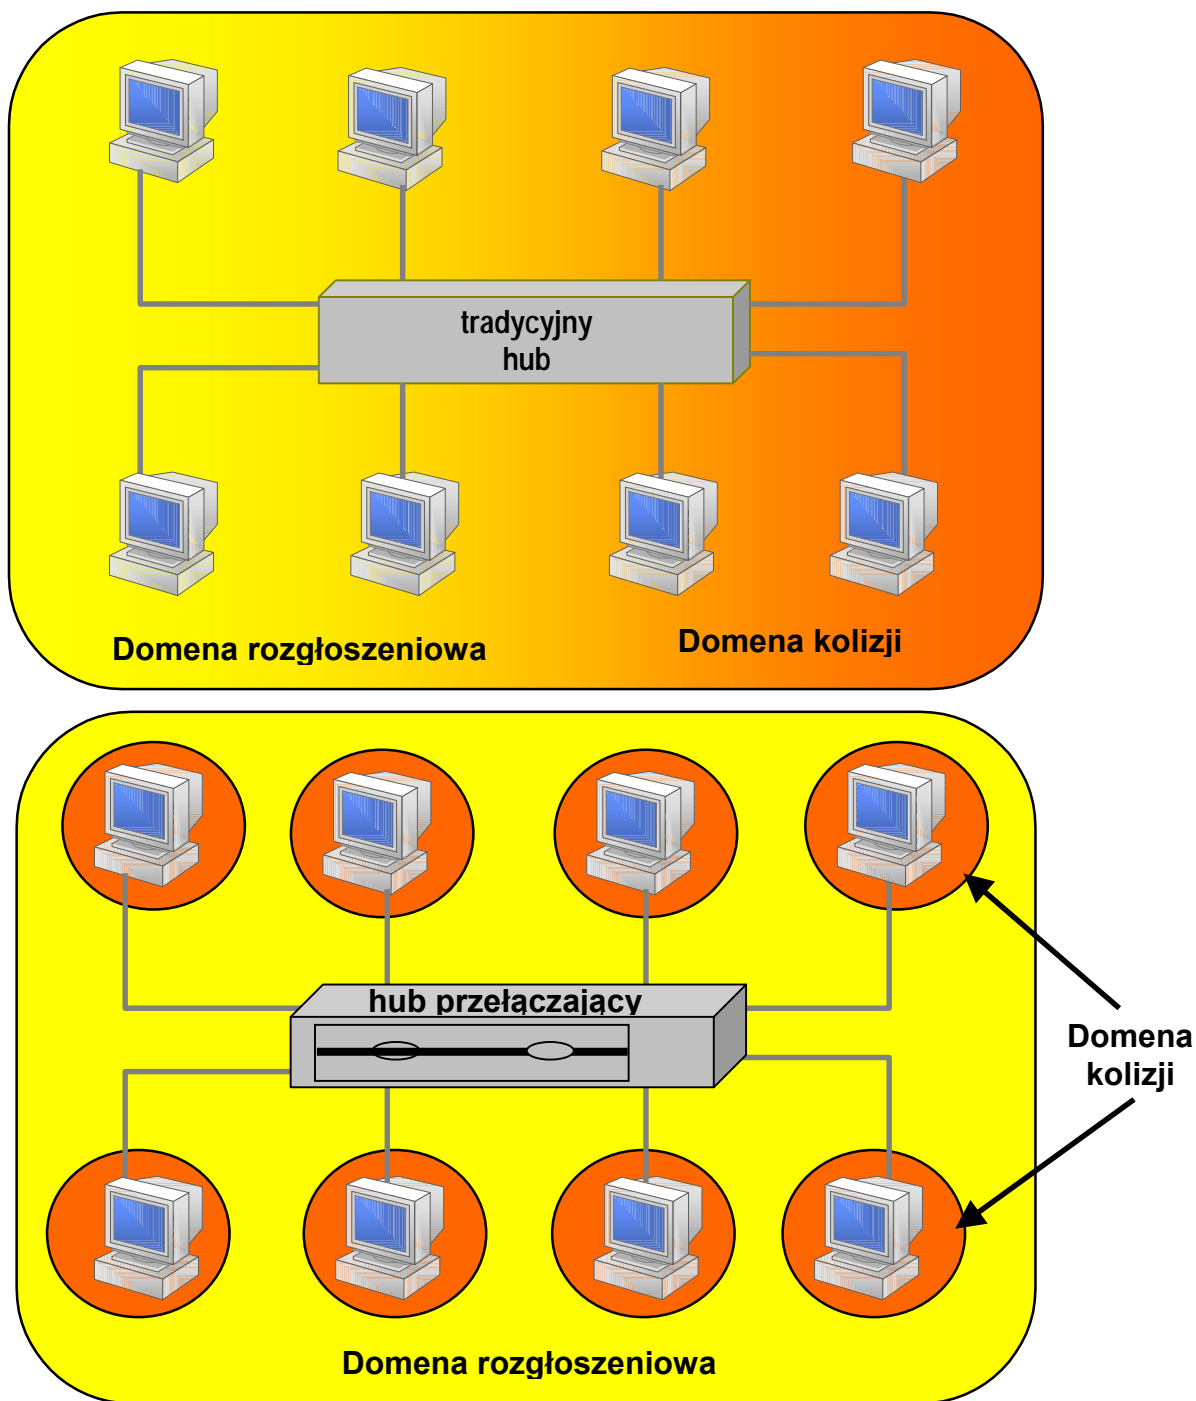 tradycyjny
hub
Domena rozgłoszeniowa
Domena kolizji
hub przełączający
Domena
kolizji
Domena rozgłoszeniowa